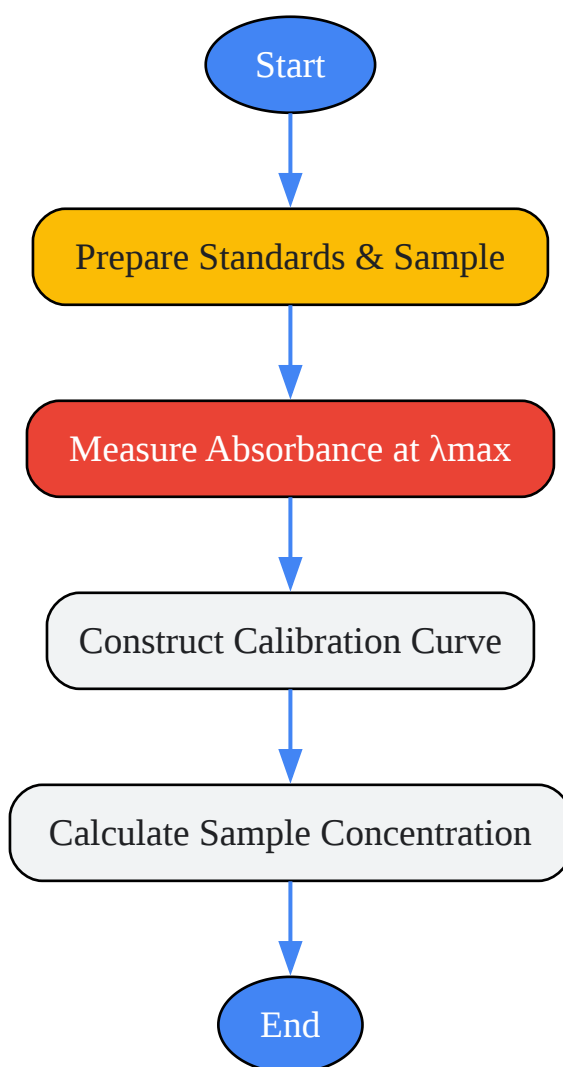 Start
Prepare Standards & Sample
Measure Absorbance at λmax
Construct Calibration Curve
Calculate Sample Concentration
End